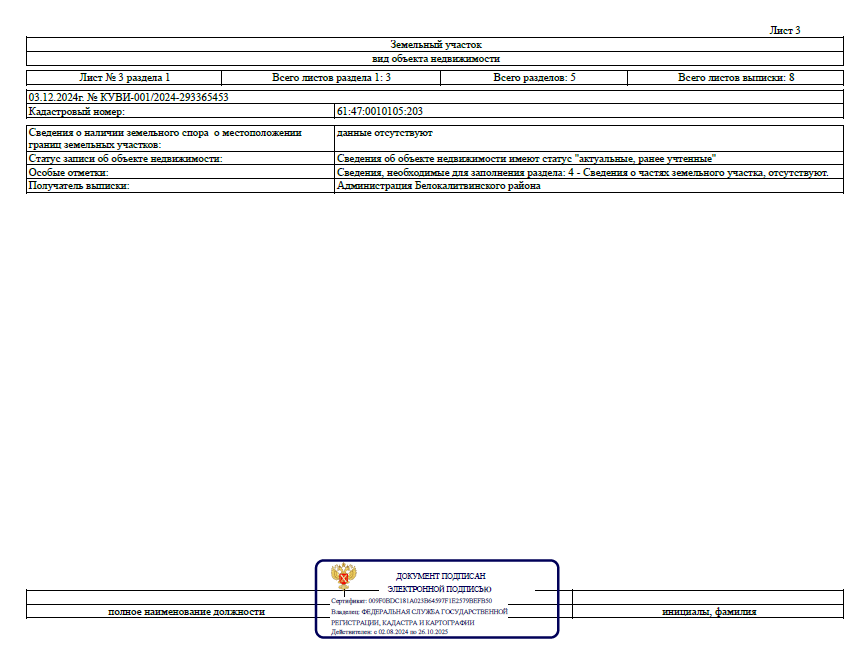 Лист 3
Земельный участок
вид объекта недвижимости
Лист № 3 раздела 1 Всего листов раздела 1: 3 Всего разделов: 5 Всего листов выписки: 8
03.12.2024г. № КУВИ-001/2024-293365453
Кадастровый номер: 61:47:0010105:203
Сведения о наличии земельного спора о местоположении границ земельных участков: данные отсутствуют
Статус записи об объекте недвижимости: Сведения об объекте недвижимости имеют статус "актуальные, ранее учтенные"
Особые отметки: Сведения, необходимые для заполнения раздела: 4 - Сведения о частях земельного участка, отсутствуют.
Получатель выписки: Администрация Белокалитвинского района
ДОКУМЕНТ ПОДПИСАН
ЭЛЕКТРОННОЙ ПОДПИСЬЮ
Сертификат: 009F0BDC181A023B64597F1E2579BEFB50
Владелец: ФЕДЕРАЛЬНАЯ СЛУЖБА ГОСУДАРСТВЕННОЙ
РЕГИСТРАЦИИ, КАДАСТРА И КАРТОГРАФИИ
Действителен: с 02.08.2024 по 26.10.2025
полное наименование должности инициалы, фамилия